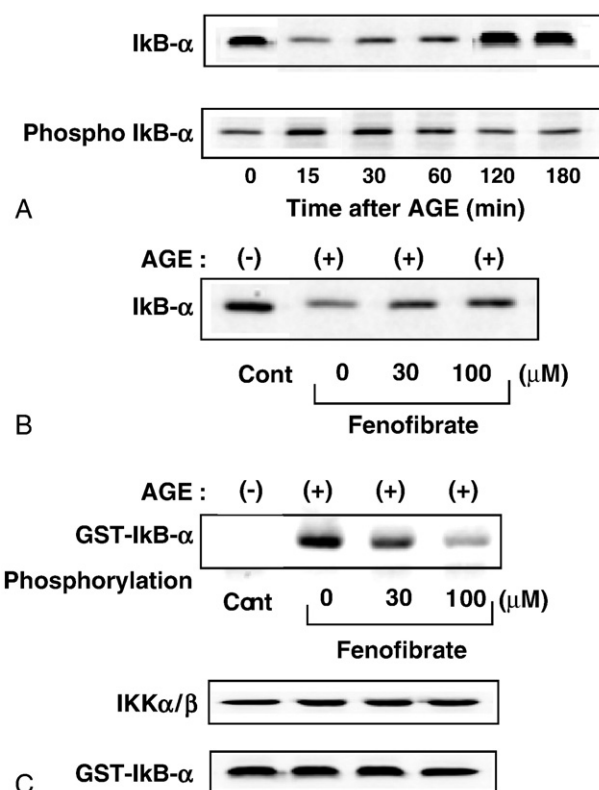 IkB-α
Phospho IkB-α
0 15 30 60 120 180
A Time after AGE (min)
AGE : (-) (+) (+) (+)
IkB-α
Cont 0 30 100 (μM)
B Fenofibrate
AGE : (-) (+) (+) (+)
GST-IkB-α
Phosphorylation
Cont 0 30 100 (μM)
Fenofibrate
IKKα/β
C GST-IkB-α